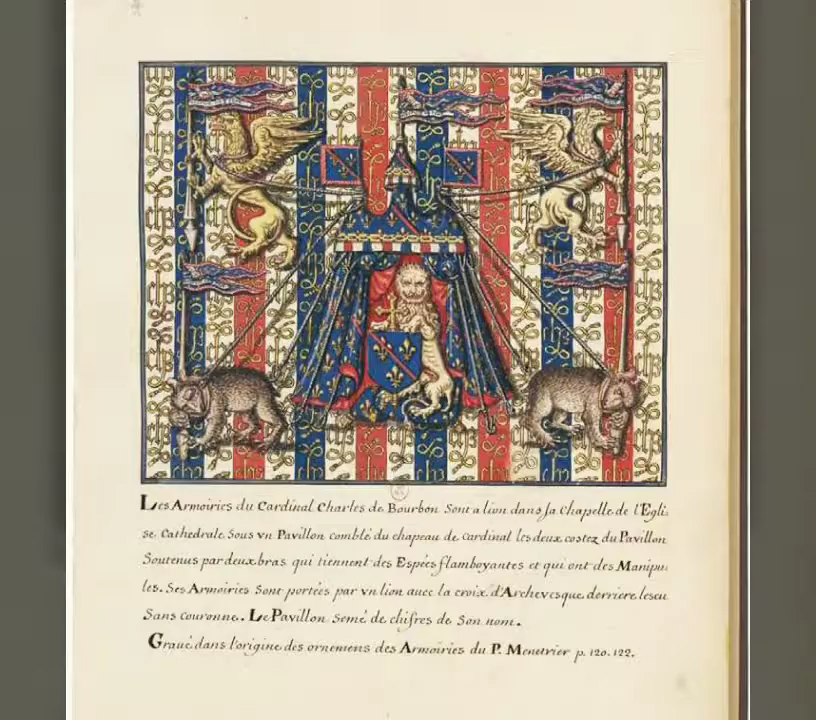 Les Armoiries du Cardinal Charles de Bourbon sont a lion dans sa Chapelle de l'Egli
se Cathedrale Sous vn Pavillon comblé du chapeau de Cardinal les deux costez du Pavillon
Soutenus par deux bras qui tiennent des Espées flamboyantes et qui ont des Manipu
les. Ses Armoiries Sont portées par vn lion auec la croix d'Archevesque derriere lescu
Sans couronne. Le Pavillon Semé de chifres de Son nom.
Graué dans l'origine des ornemens des Armoiries du P. Menetrier p. 120. 122.